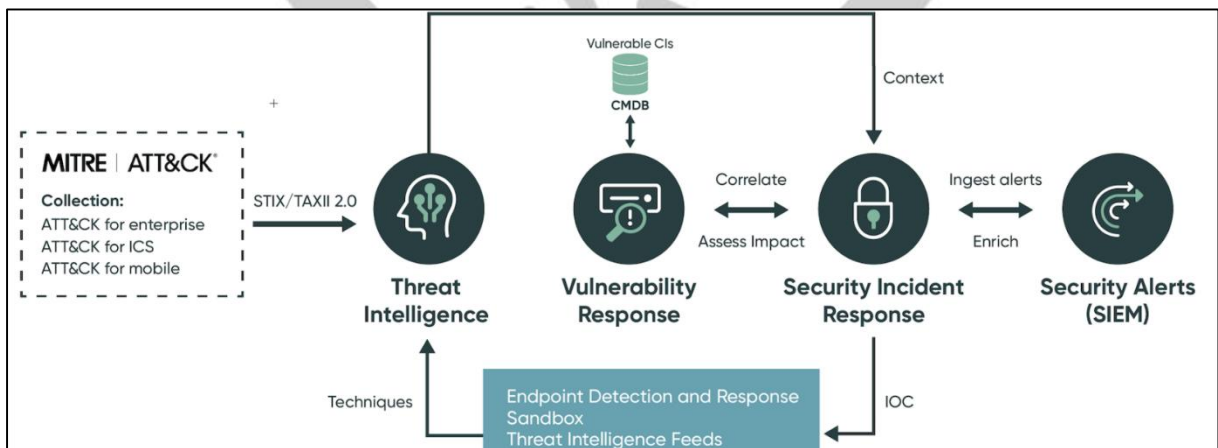 Vulnerable CIs
CMDB
Context
MITRE | ATT&CK®
Collection:
ATT&CK for enterprise
ATT&CK for ICS
ATT&CK for mobile
STIX/TAXII 2.0
Correlate
Assess Impact
Ingest alerts
Enrich
Threat
Intelligence
Vulnerability
Response
Security Incident
Response
Security Alerts
(SIEM)
Techniques
Endpoint Detection and Response
Sandbox
Threat Intelligence Feeds
IOC